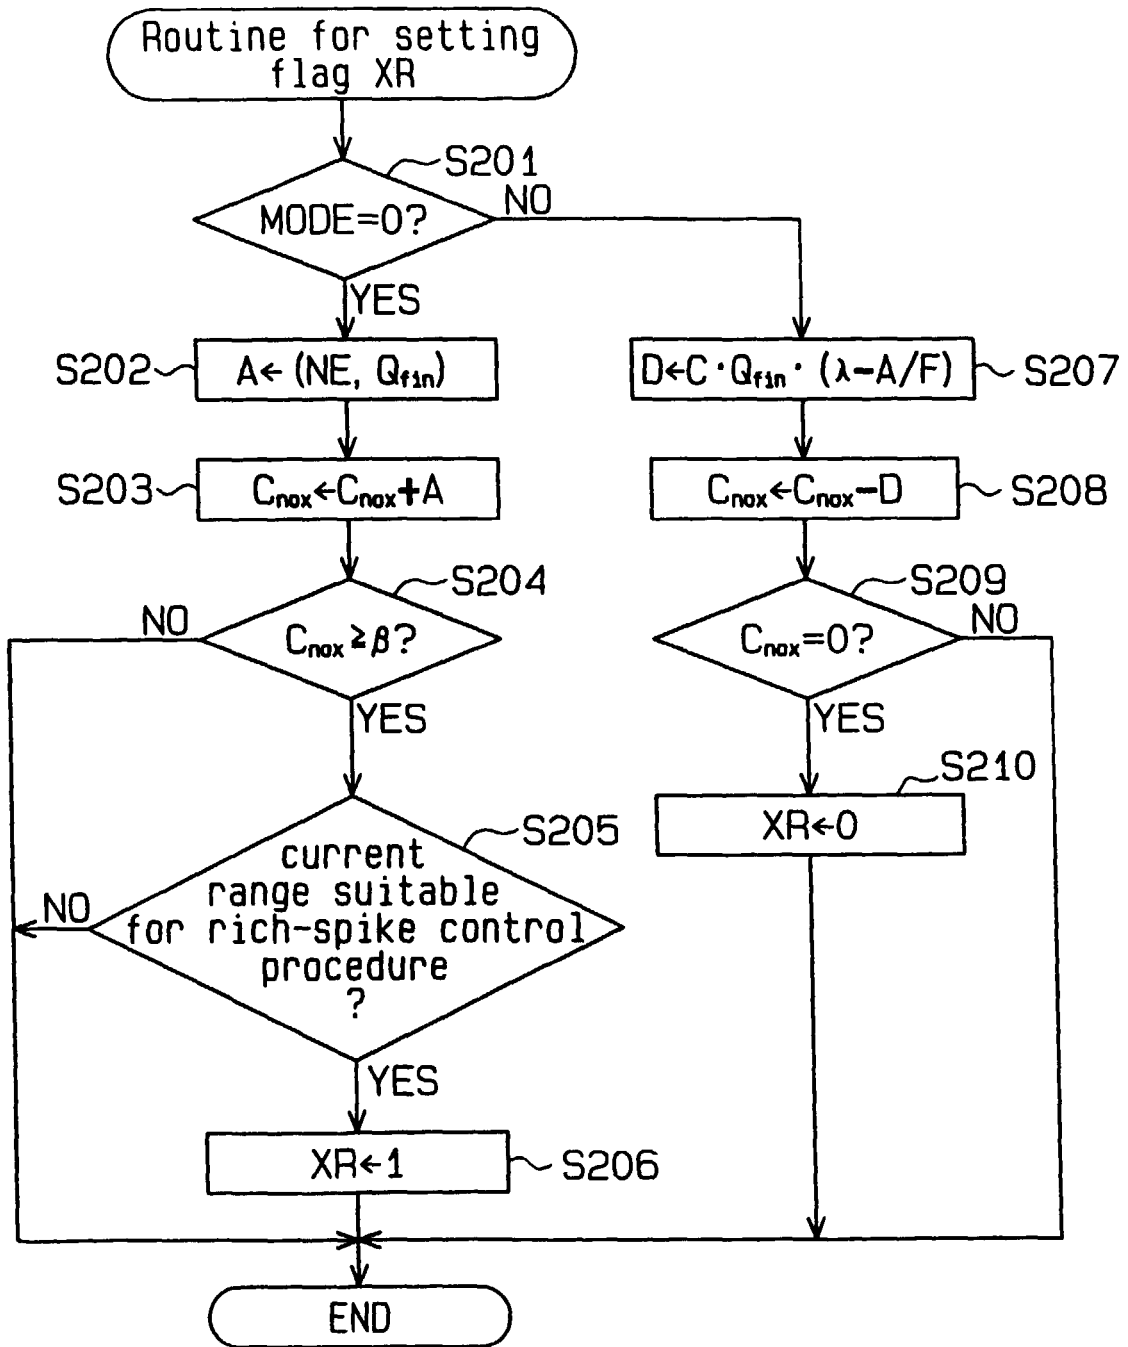 Routine for setting
flag XR
S201
MODE=0?
NO
YES
S202
A←(NE, Qfin)
D←C·Qfin·(λ-A/F)
S207
S203
Cnox←Cnox+A
Cnox←Cnox-D
S208
S204
NO
Cnox≥β?
YES
S209
Cnox=0?
NO
YES
S210
XR←0
S205
current
range suitable
for rich-spike control
procedure
?
NO
YES
XR←1
S206
END